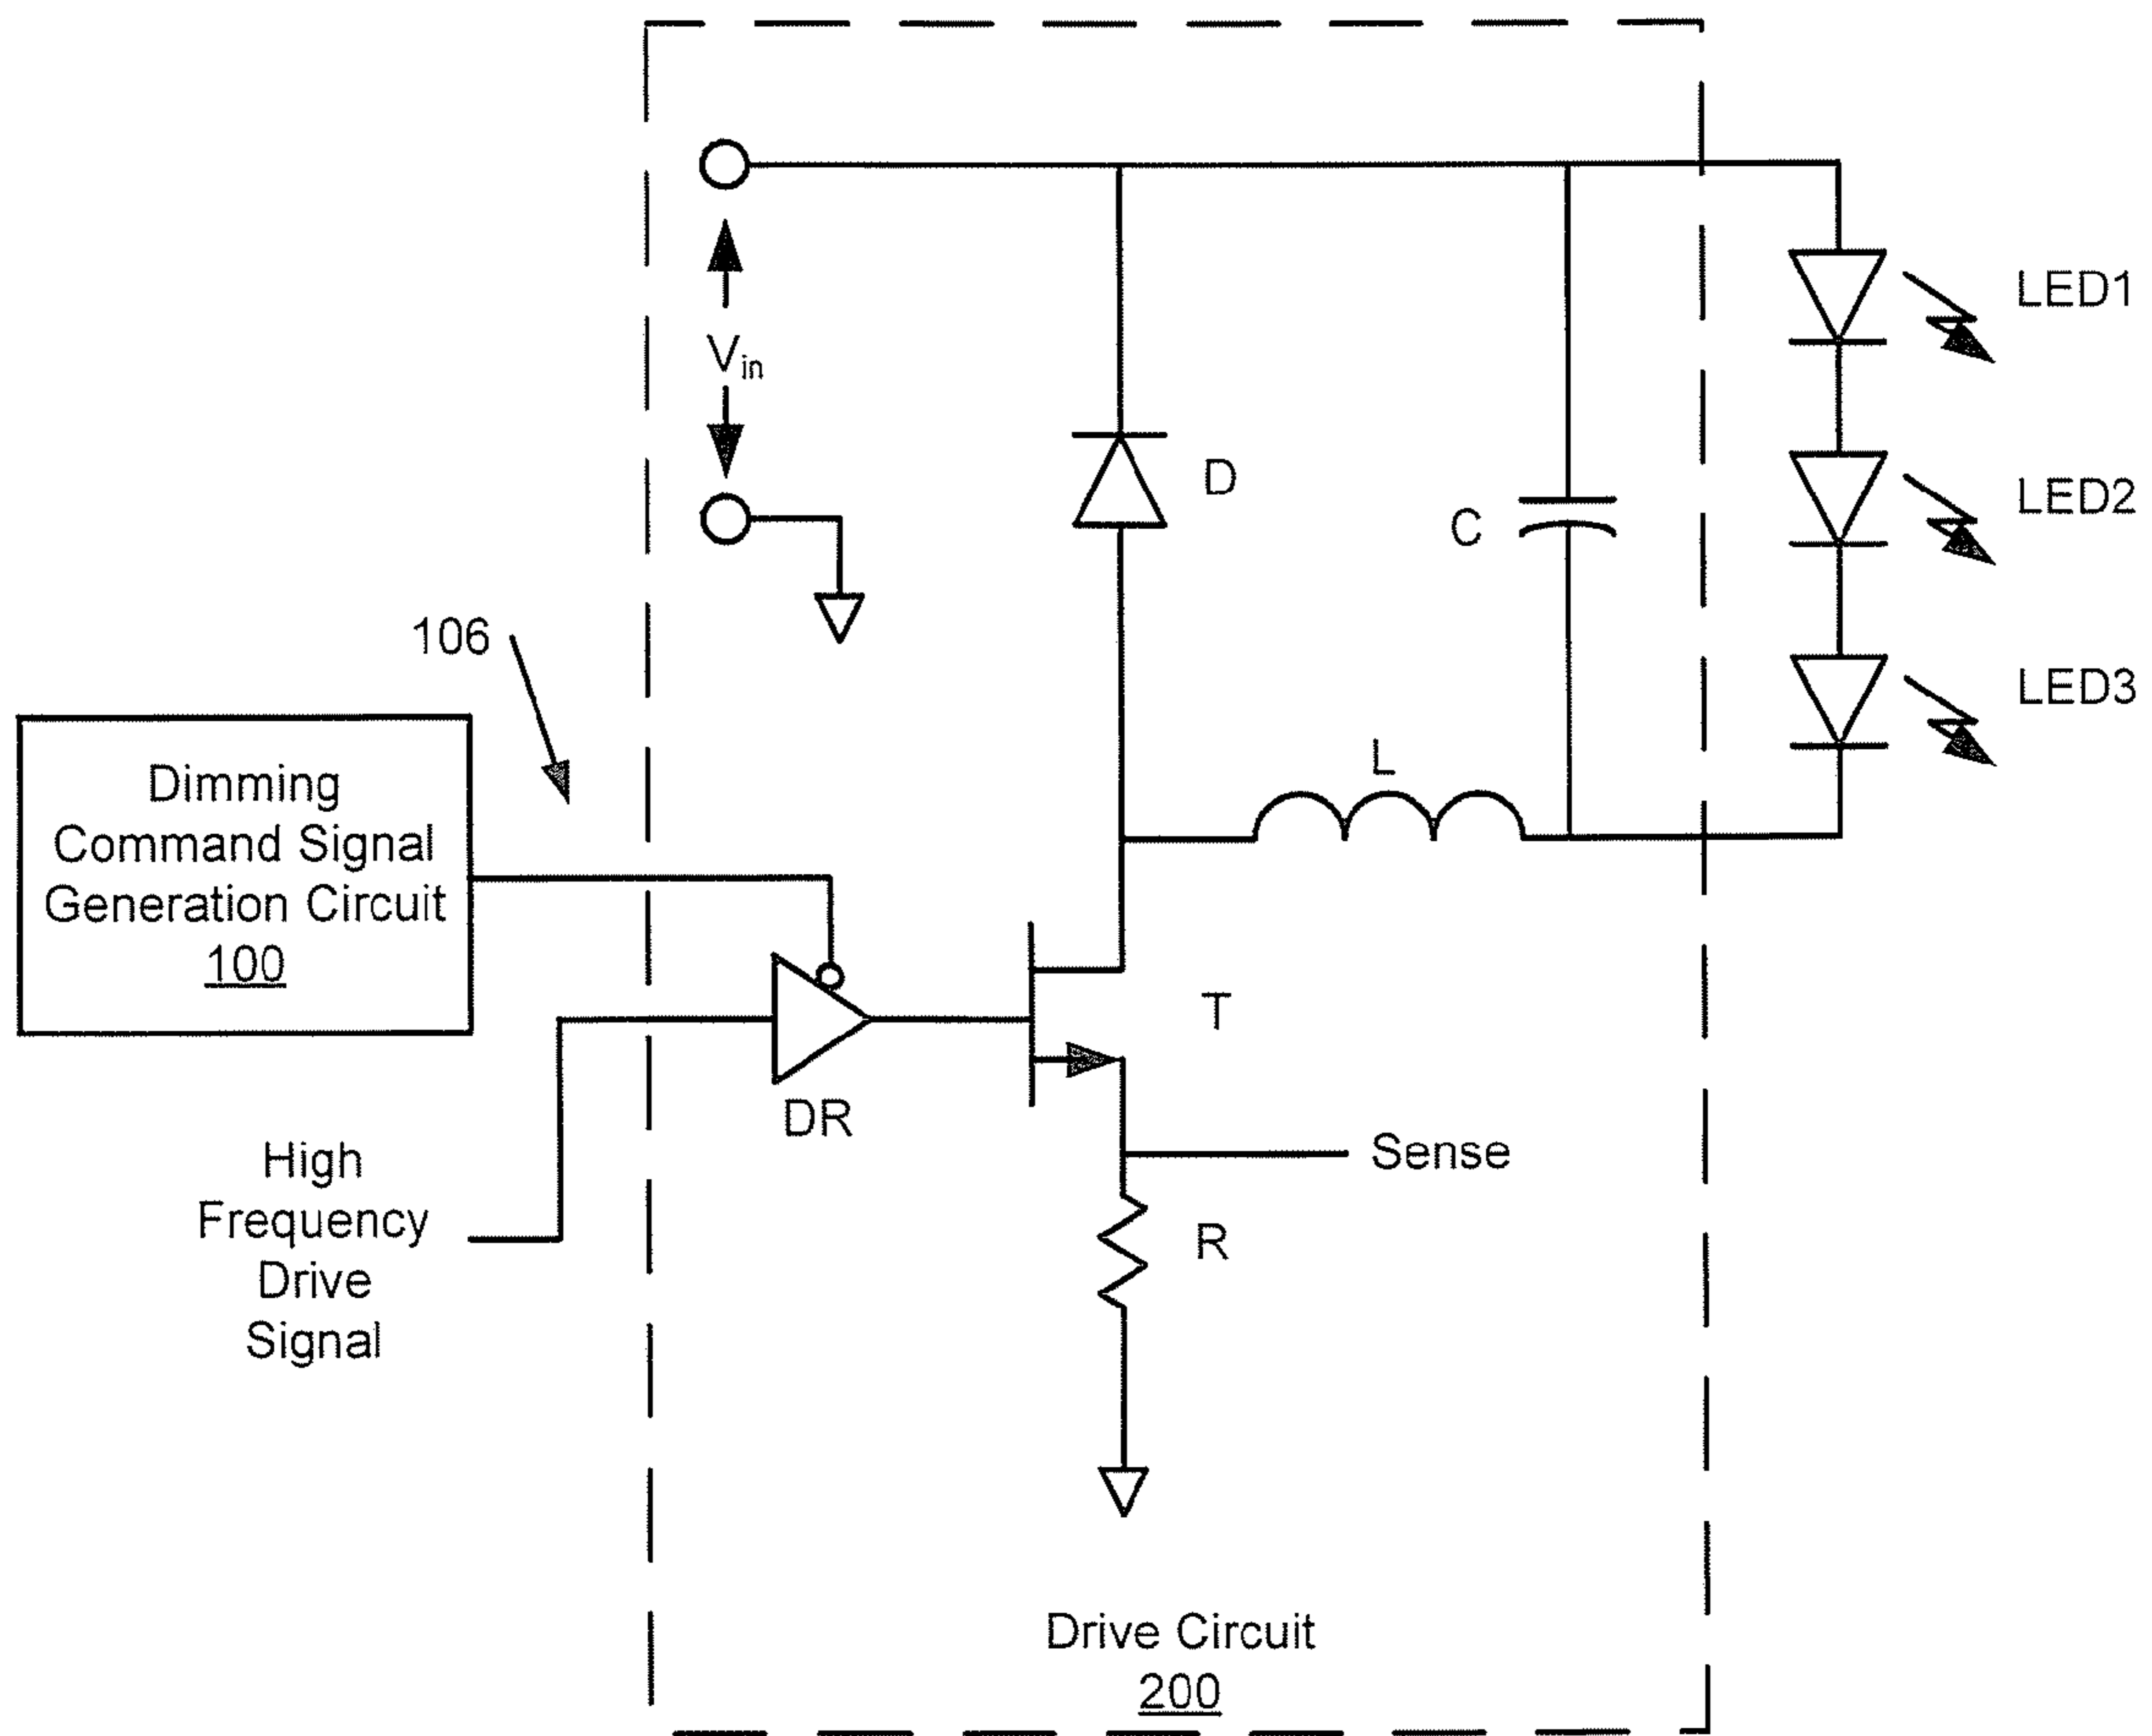 LED1
V_in
D
C
LED2
106
LED3
L
Dimming
Command Signal
Generation Circuit
100
T
DR
Sense
High
Frequency
Drive
Signal
R
Drive Circuit
200